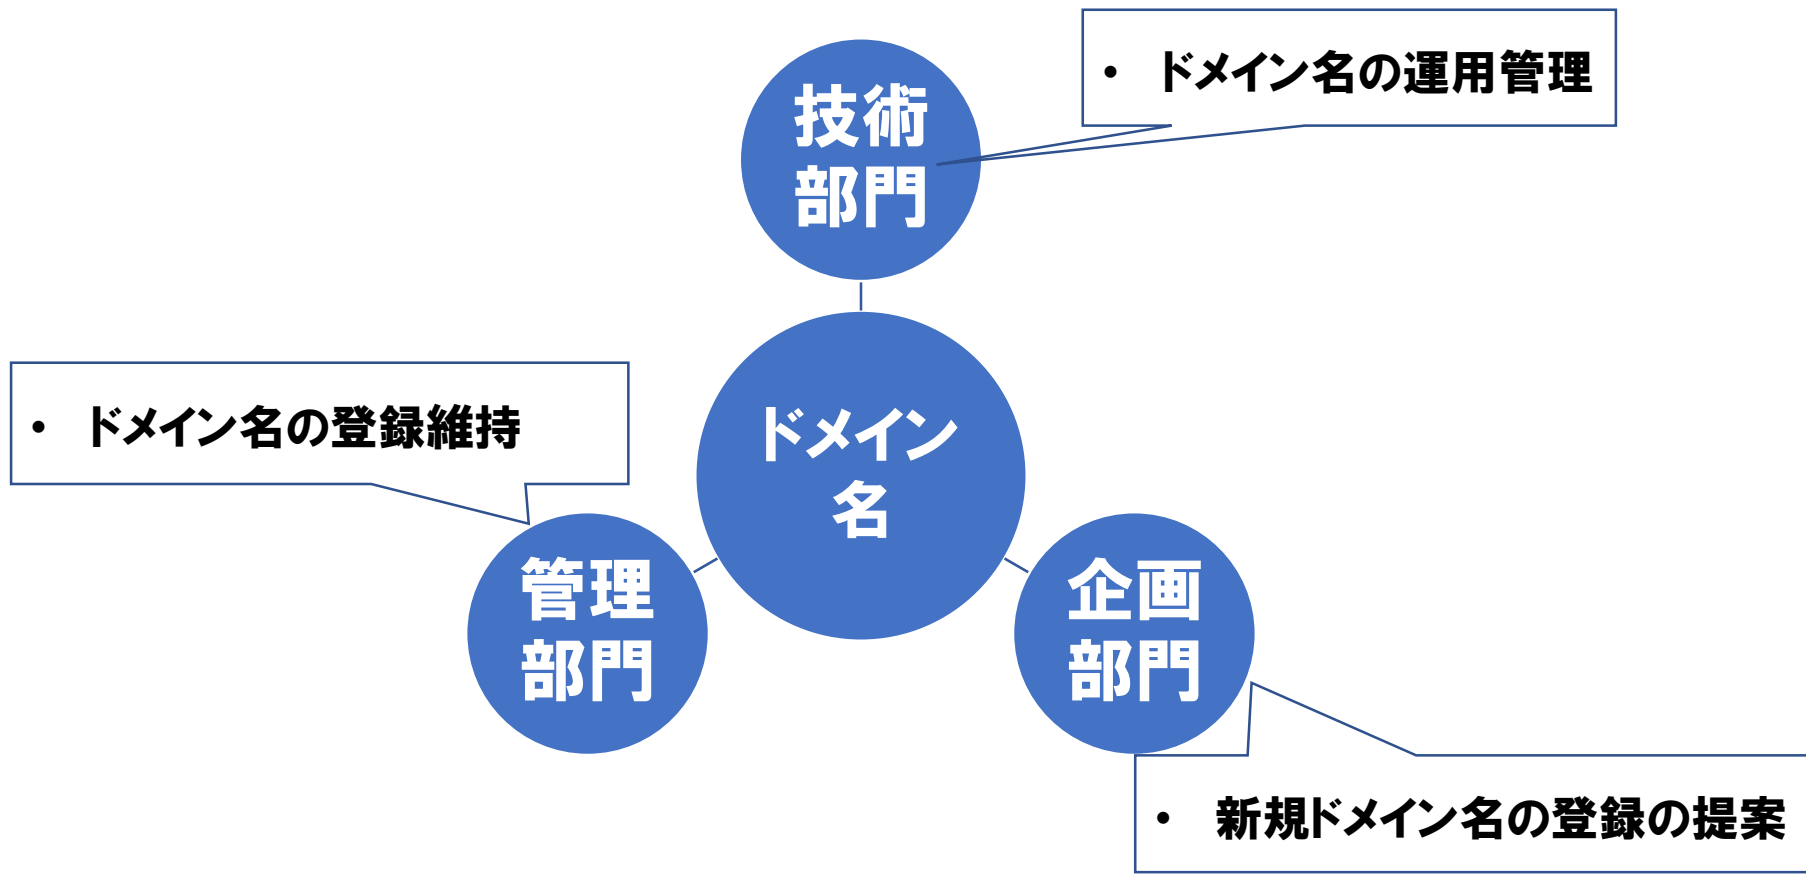 • ドメイン名の運用管理
技術
部門
• ドメイン名の登録維持
ドメイン
名
管理
部門
企画
部門
• 新規ドメイン名の登録の提案